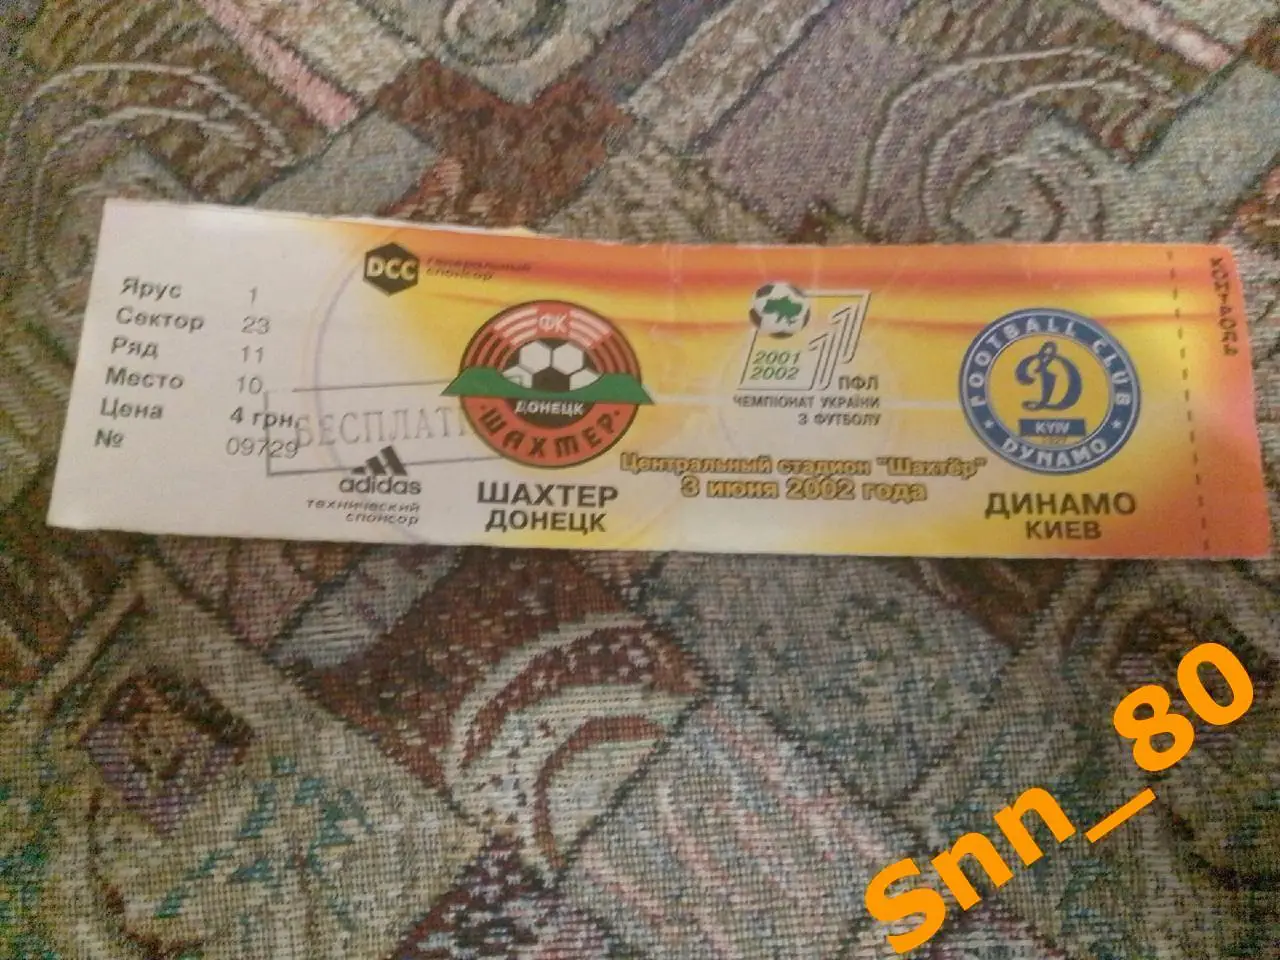 Ярус 1
Сектор 23
Ряд 11
Место 10
Цена 4 грн.
№ 09729
БЕСПЛАТ
DCC генеральный
спонсор
adidas
технический
спонсор
ФК
ДОНЕЦК
ШАХТЕР
ШАХТЕР
ДОНЕЦК
2001
2002
ПФЛ
ЧЕМПІОНАТ УКРАЇНИ
З ФУТБОЛУ
Центральный стадион "Шахтёр"
3 июня 2002 года
FOOTBALL CLUB
Д
KYIV
DYNAMO
ДИНАМО
КИЕВ
КОНТРОЛЬ
Snn_80